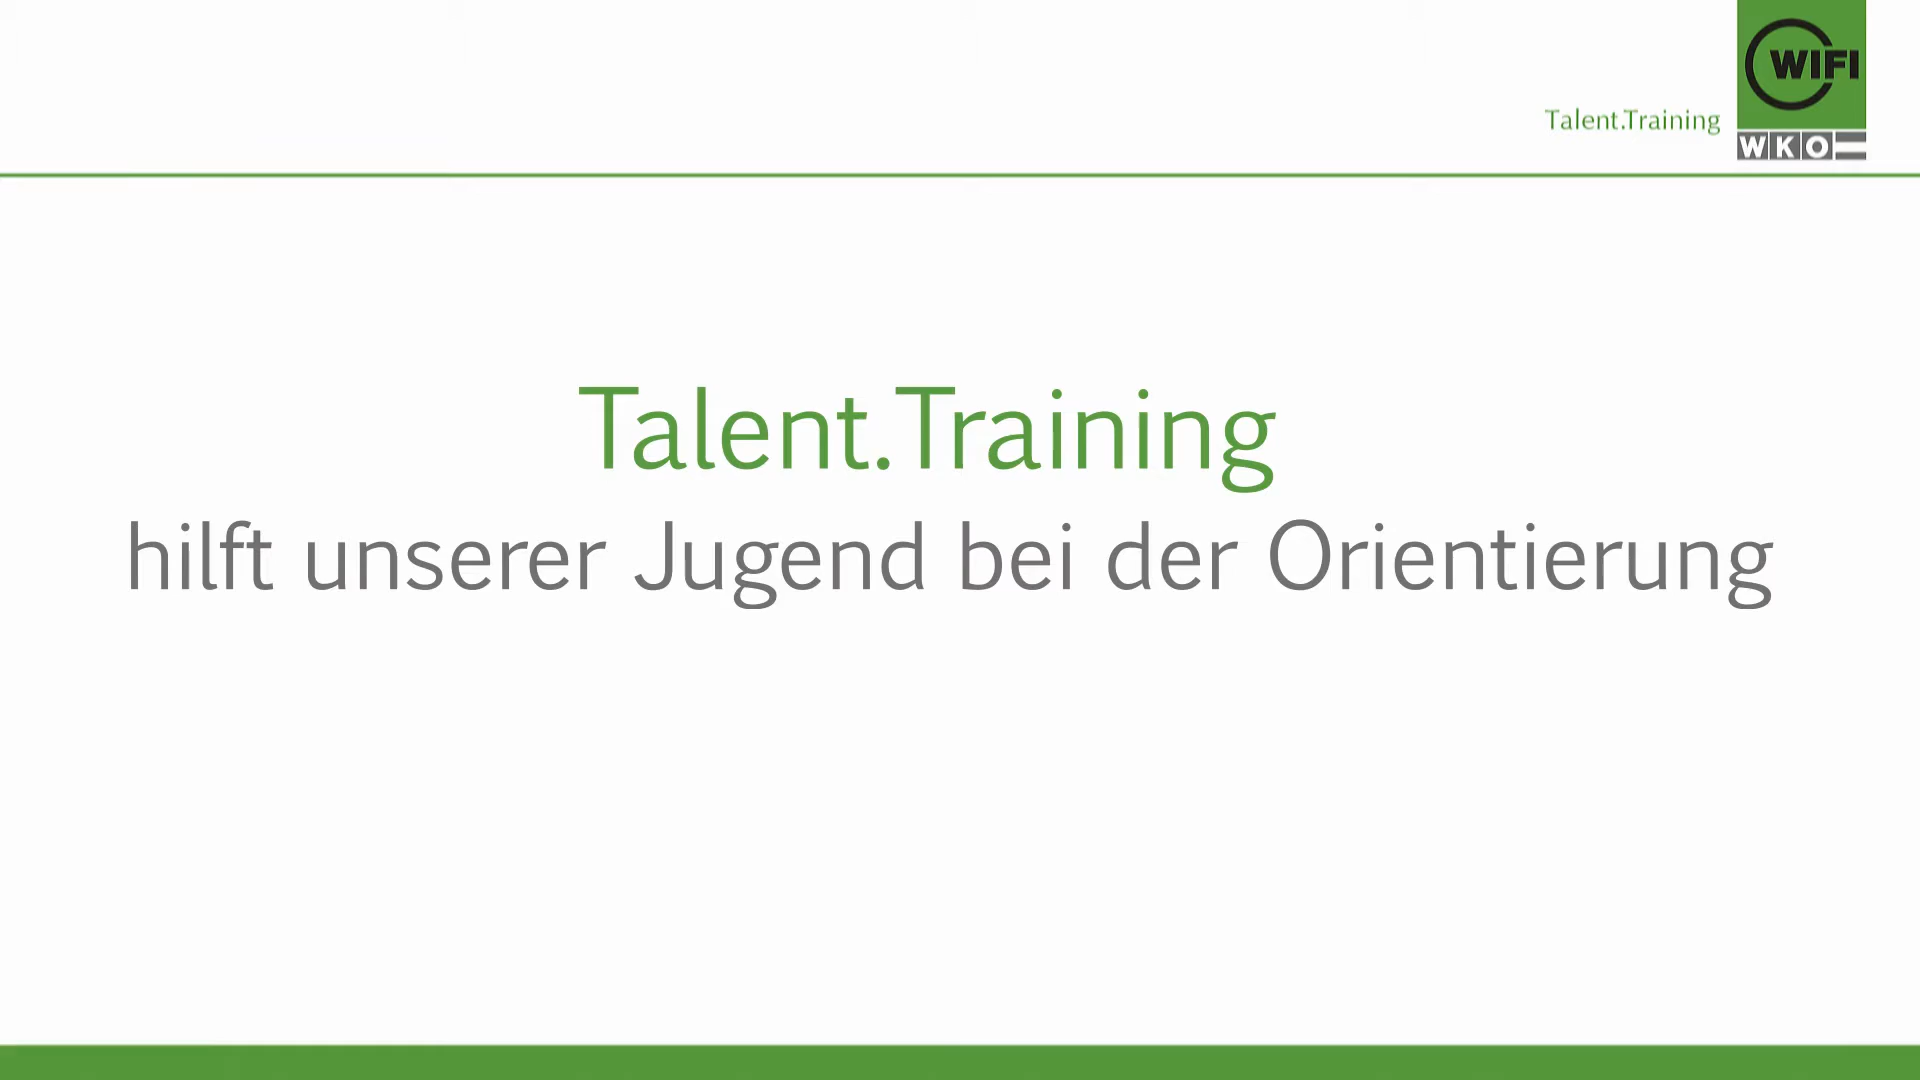 WIFI
Talent.Training
WKO
Talent.Training
hilft unserer Jugend bei der Orientierung